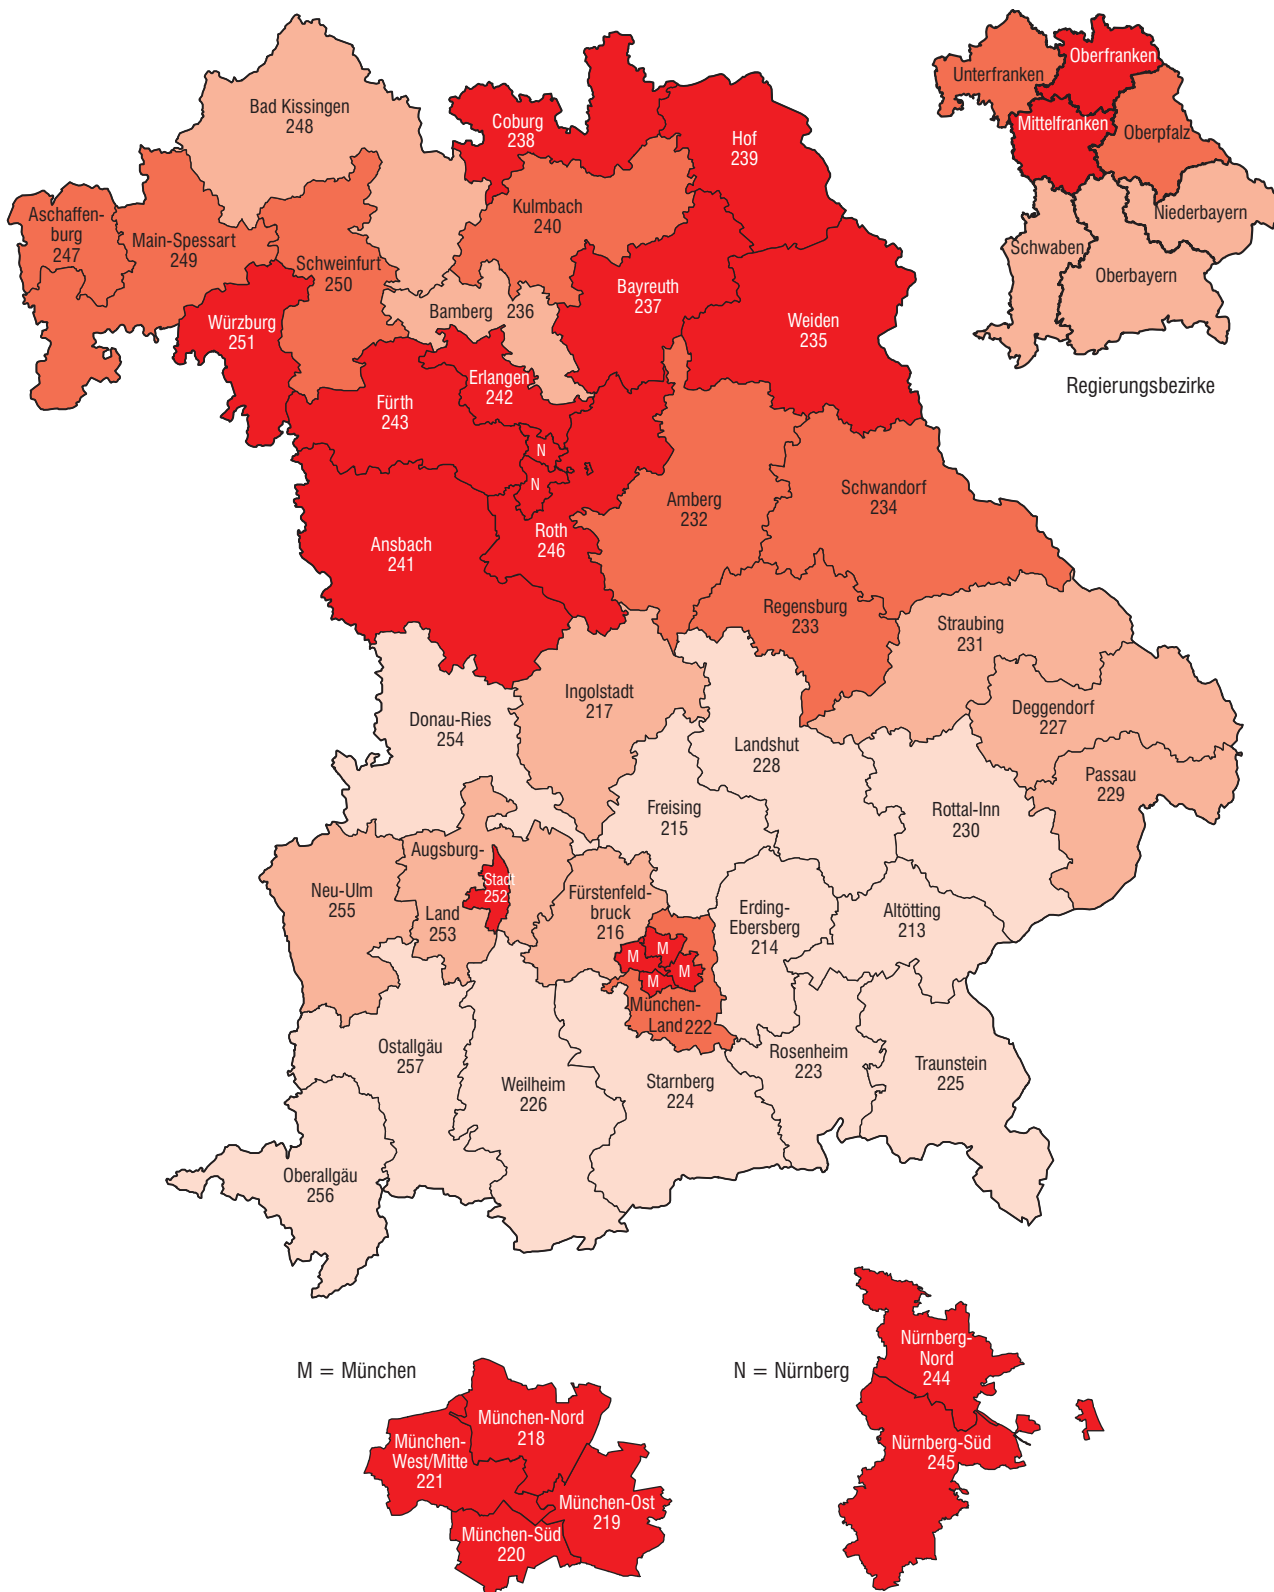 Bad Kissingen
248
Coburg
238
Hof
239
Oberfranken
Unterfranken
Mittelfranken
Oberpfalz
Niederbayern
Schwaben
Oberbayern
Regierungsbezirke
Aschaffen-
burg
247
Main-Spessart
249
Schweinfurt
250
Kulmbach
240
Bamberg 236
Bayreuth
237
Weiden
235
Würzburg
251
Erlangen
242
Fürth
243
N
N
Ansbach
241
Roth
246
Amberg
232
Schwandorf
234
Regensburg
233
Straubing
231
Ingolstadt
217
Deggendorf
227
Donau-Ries
254
Landshut
228
Passau
229
Freising
215
Rottal-Inn
230
Augsburg-
Stadt
252
Land
253
Neu-Ulm
255
Fürstenfeld-
bruck
216
Erding-
Ebersberg
214
Altötting
213
M
M
M
M
München-
Land 222
Ostallgäu
257
Weilheim
226
Starnberg
224
Rosenheim
223
Traunstein
225
Oberallgäu
256
M = München
N = Nürnberg
München-Nord
218
München-
West/Mitte
221
München-Ost
219
München-Süd
220
Nürnberg-
Nord
244
Nürnberg-Süd
245